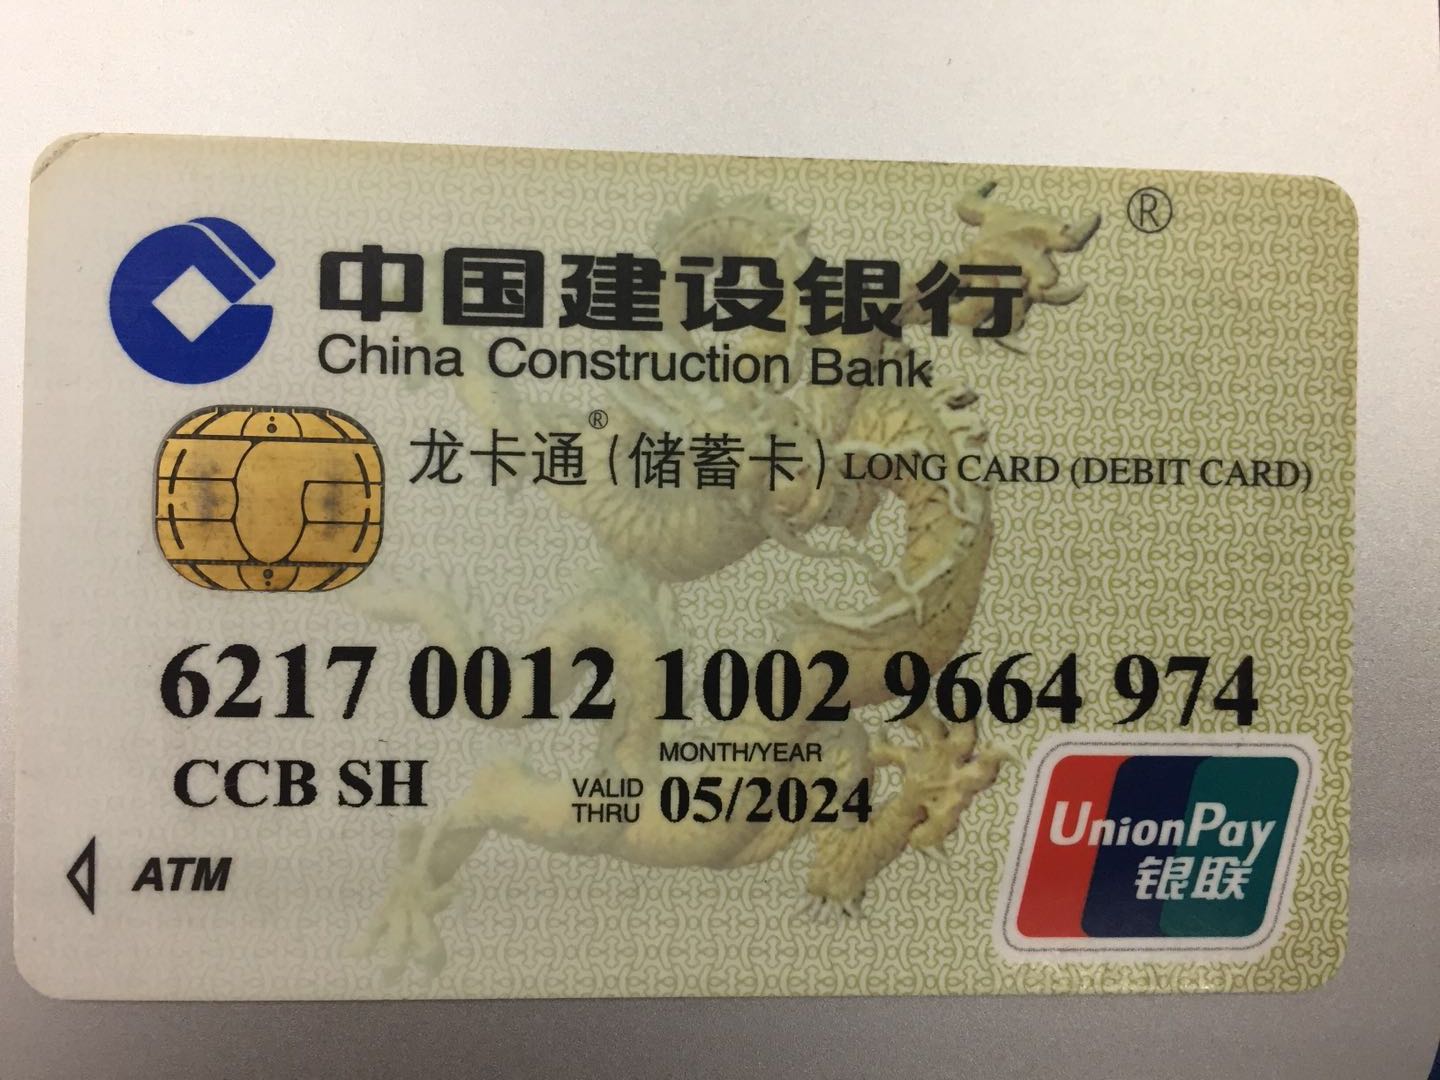 ®
中国建设银行
China Construction Bank
龙卡通®(储蓄卡) LONG CARD (DEBIT CARD)
6217 0012 1002 9664 974
MONTH/YEAR
CCB SH VALID THRU 05/2024
ATM
UnionPay
银联